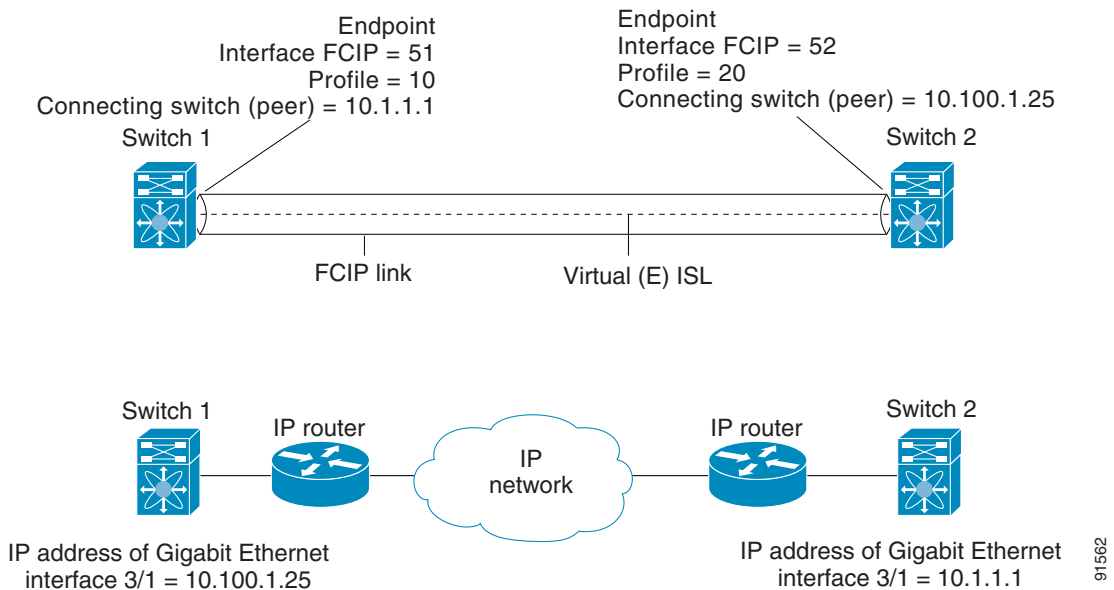 Endpoint
Interface FCIP = 51
Profile = 10
Connecting switch (peer) = 10.1.1.1
Endpoint
Interface FCIP = 52
Profile = 20
Connecting switch (peer) = 10.100.1.25
Switch 1
Switch 2
FCIP link
Virtual (E) ISL
Switch 1
IP router
IP
network
IP router
Switch 2
IP address of Gigabit Ethernet
interface 3/1 = 10.100.1.25
IP address of Gigabit Ethernet
interface 3/1 = 10.1.1.1
91562